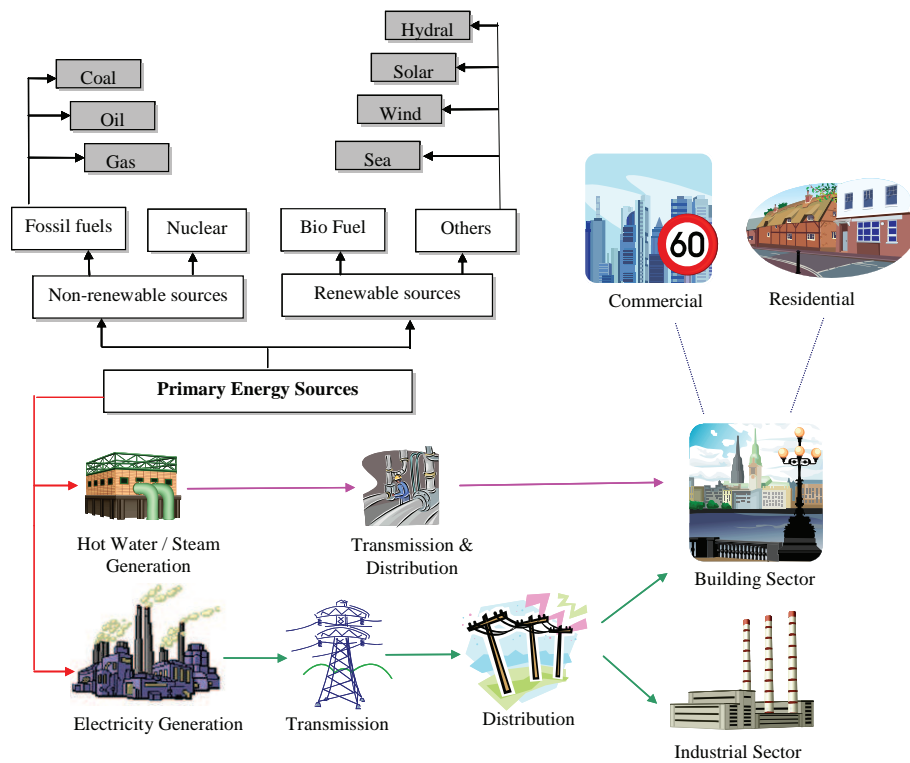 Hydral
Solar
Wind
Sea
Coal
Oil
Gas
Fossil fuels
Nuclear
Bio Fuel
Others
Non-renewable sources
Renewable sources
Primary Energy Sources
60
Commercial
Residential
Hot Water / Steam
Generation
Transmission &
Distribution
Building Sector
Electricity Generation
Transmission
Distribution
Industrial Sector